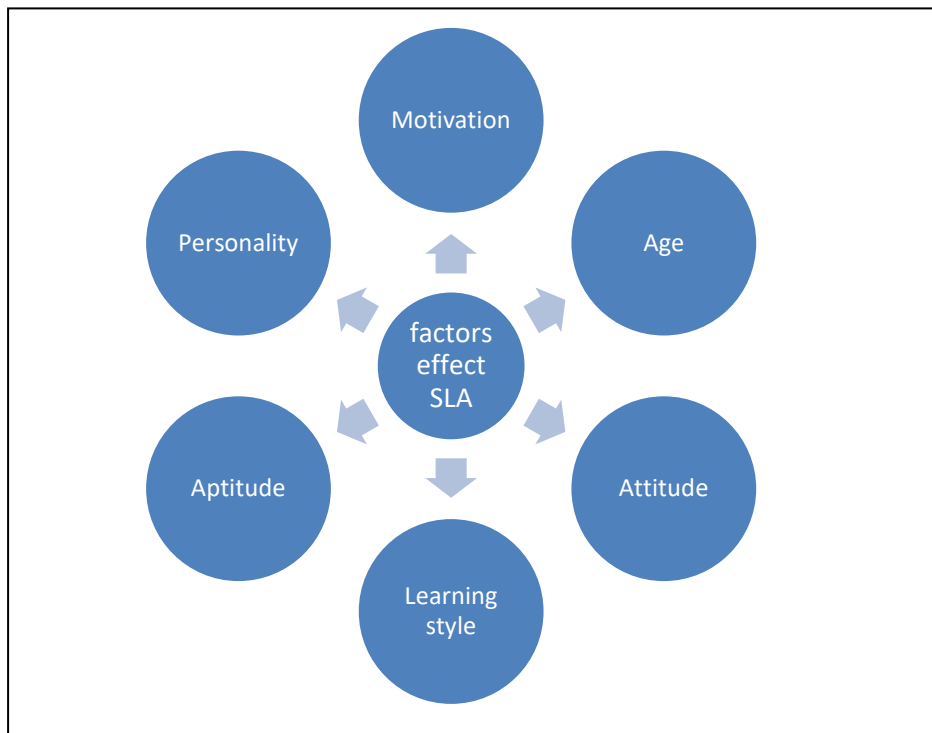 Motivation
Personality
Age
factors
effect
SLA
Aptitude
Attitude
Learning
style